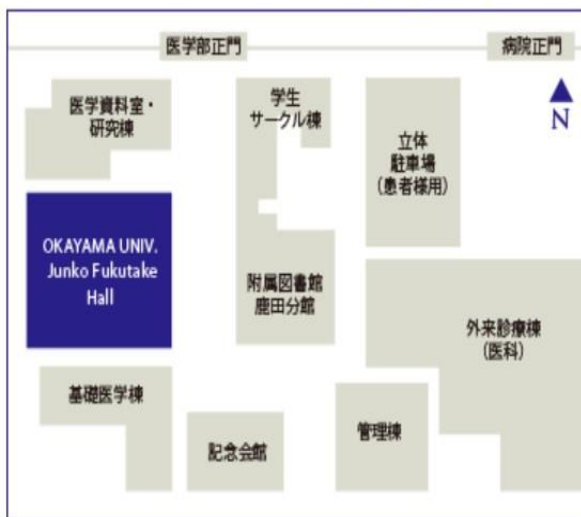 医学部正門
病院正門
医学資料室・
研究棟
学生
サークル棟
立体
駐車場
（患者様用）
N
OKAYAMA UNIV.
Junko Fukutake
Hall
附属図書館
鹿田分館
外来診療棟
（医科）
基礎医学棟
記念会館
管理棟